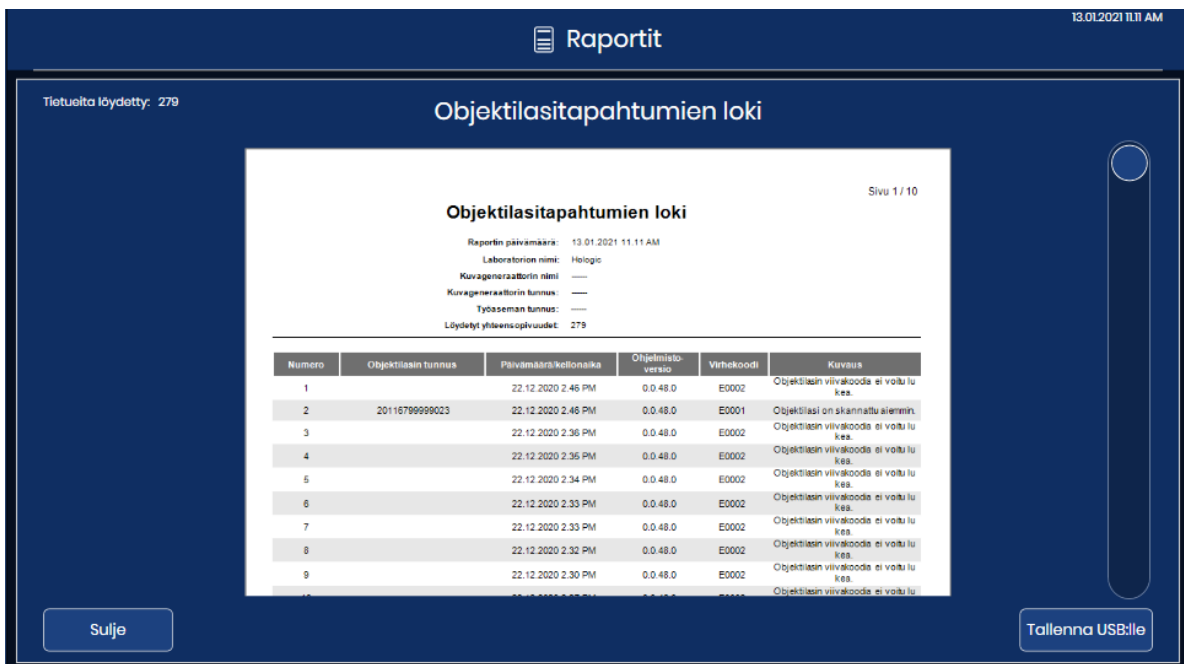 13.01.2021 11.11 AM
Raportit
Tietueita löydetty: 279
Objektilasitapahtumien loki
Sivu 1 / 10
Objektilasitapahtumien loki
Raportin päivämäärä: 13.01.2021 11.11 AM
Laboratorion nimi: Hologic
Kuvageneraattorin nimi -----
Kuvageneraattorin tunnus: -----
Työaseman tunnus: -----
Löydetyt yhteensopivuudet: 279
Numero Objektilasin tunnus Päivämäärä/kellonaika Ohjelmisto-versio Virhekoodi Kuvaus
1 22.12.2020 2.46 PM 0.0.48.0 E0002 Objektilasin viivakoodia ei voitu lu
kea.
2 20116799999023 22.12.2020 2.46 PM 0.0.48.0 E0001 Objektilasi on skannattu aiemmin.
3 22.12.2020 2.36 PM 0.0.48.0 E0002 Objektilasin viivakoodia ei voitu lu
kea.
4 22.12.2020 2.35 PM 0.0.48.0 E0002 Objektilasin viivakoodia ei voitu lu
kea.
5 22.12.2020 2.34 PM 0.0.48.0 E0002 Objektilasin viivakoodia ei voitu lu
kea.
6 22.12.2020 2.33 PM 0.0.48.0 E0002 Objektilasin viivakoodia ei voitu lu
kea.
7 22.12.2020 2.33 PM 0.0.48.0 E0002 Objektilasin viivakoodia ei voitu lu
kea.
8 22.12.2020 2.32 PM 0.0.48.0 E0002 Objektilasin viivakoodia ei voitu lu
kea.
9 22.12.2020 2.30 PM 0.0.48.0 E0002 Objektilasin viivakoodia ei voitu lu
kea.
Objektilasin viivakoodia ei voitu lu
Sulje
Tallenna USB:lle